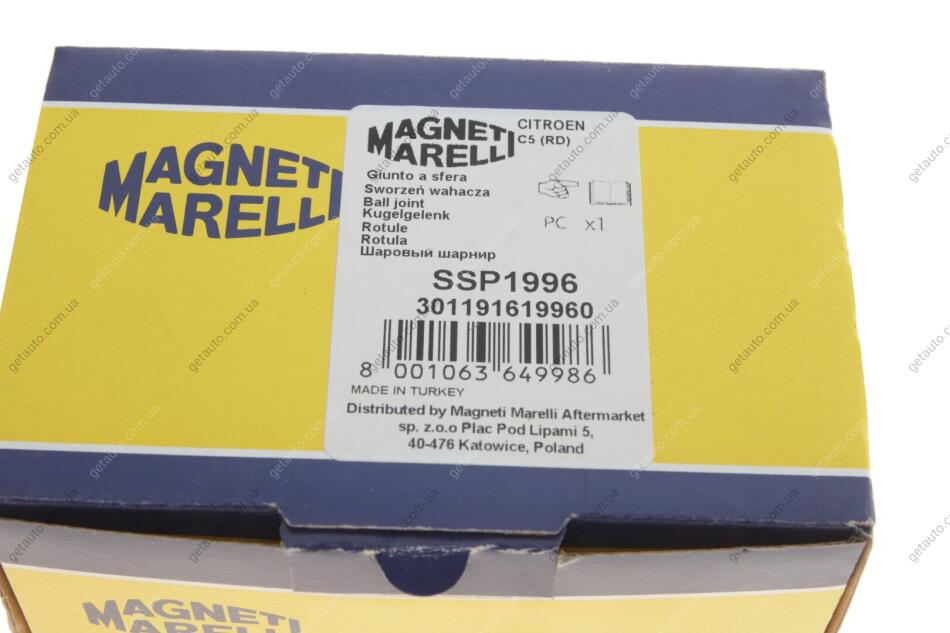 MAGNETI
MARELLI
MAGNETI
MARELLI
CITROEN
C5 (RD)
Giunto a sfera
Sworzeń wahacza
Ball joint
Kugelgelenk
Rotule
Rotula
Шаровый шарнир
PC x1
SSP1996
301191619960
8 001063 649986
MADE IN TURKEY
Distributed by Magneti Marelli Aftermarket
sp. z.o.o Plac Pod Lipami 5,
40-476 Katowice, Poland
MAGNETI
MARELLI
getauto.com.ua